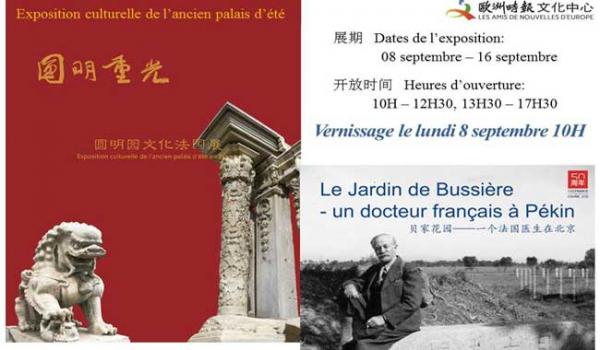 Exposition culturelle de l'ancien palais d'été
圆明重光
圆明园文化法国展
Exposition culturelle de l'ancien palais d'été en
歐洲時報文化中心
LES AMIS DE NOUVELLES D'EUROPE
展期 Dates de l'exposition:
08 septembre – 16 septembre
开放时间 Heures d'ouverture:
10H – 12H30, 13H30 – 17H30
Vernissage le lundi 8 septembre 10H
50
周年
Le Jardin de Bussière
- un docteur français à Pékin
贝家花园——一个法国医生在北京